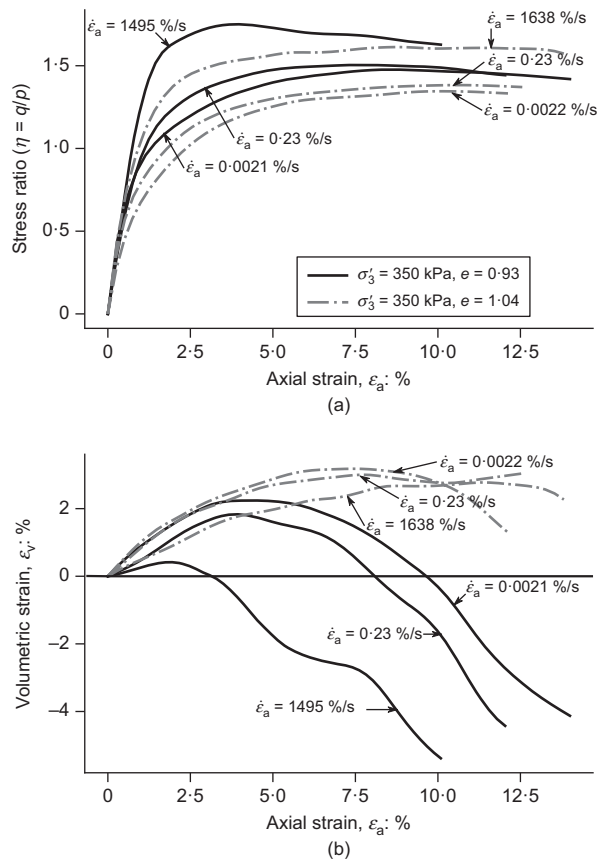 ε̇a = 1495 %/s
ε̇a = 1638 %/s
ε̇a = 0·23 %/s
ε̇a = 0·0022 %/s
ε̇a = 0·23 %/s
ε̇a = 0·0021 %/s
Stress ratio (η = q/p)
1·5
1·0
0·5
0
σ′3 = 350 kPa, e = 0·93
σ′3 = 350 kPa, e = 1·04
0 2·5 5·0 7·5 10·0 12·5
Axial strain, εa: %
(a)
ε̇a = 0·0022 %/s
ε̇a = 0·23 %/s
ε̇a = 1638 %/s
ε̇a = 0·0021 %/s
ε̇a = 0·23 %/s
ε̇a = 1495 %/s
Volumetric strain, εv: %
2
0
−2
−4
0 2·5 5·0 7·5 10·0 12·5
Axial strain, εa: %
(b)